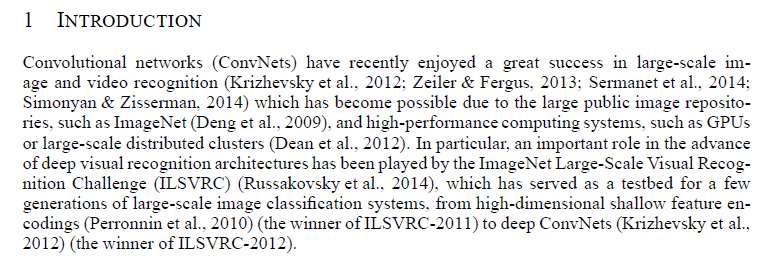 1 INTRODUCTION
Convolutional networks (ConvNets) have recently enjoyed a great success in large-scale im-
age and video recognition (Krizhevsky et al., 2012; Zeiler & Fergus, 2013; Sermanet et al., 2014;
Simonyan & Zisserman, 2014) which has become possible due to the large public image reposito-
ries, such as ImageNet (Deng et al., 2009), and high-performance computing systems, such as GPUs
or large-scale distributed clusters (Dean et al., 2012). In particular, an important role in the advance
of deep visual recognition architectures has been played by the ImageNet Large-Scale Visual Recog-
nition Challenge (ILSVRC) (Russakovsky et al., 2014), which has served as a testbed for a few
generations of large-scale image classification systems, from high-dimensional shallow feature en-
codings (Perronnin et al., 2010) (the winner of ILSVRC-2011) to deep ConvNets (Krizhevsky et al.,
2012) (the winner of ILSVRC-2012).